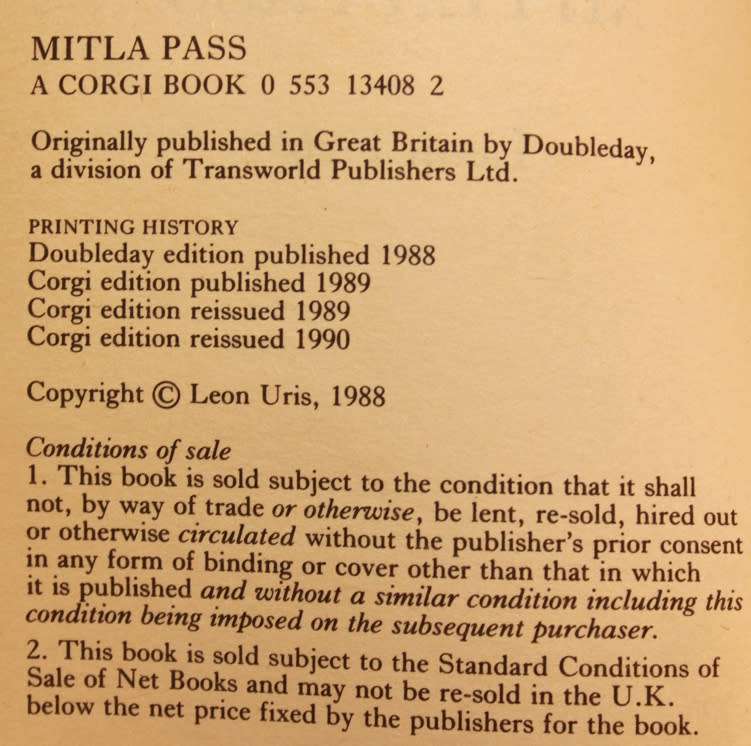 MITLA PASS
A CORGI BOOK 0 553 13408 2
Originally published in Great Britain by Doubleday,
a division of Transworld Publishers Ltd.
PRINTING HISTORY
Doubleday edition published 1988
Corgi edition published 1989
Corgi edition reissued 1989
Corgi edition reissued 1990
Copyright © Leon Uris, 1988
Conditions of sale
1. This book is sold subject to the condition that it shall
not, by way of trade or otherwise, be lent, re-sold, hired out
or otherwise circulated without the publisher's prior consent
in any form of binding or cover other than that in which
it is published and without a similar condition including this
condition being imposed on the subsequent purchaser.
2. This book is sold subject to the Standard Conditions of
Sale of Net Books and may not be re-sold in the U.K.
below the net price fixed by the publishers for the book.